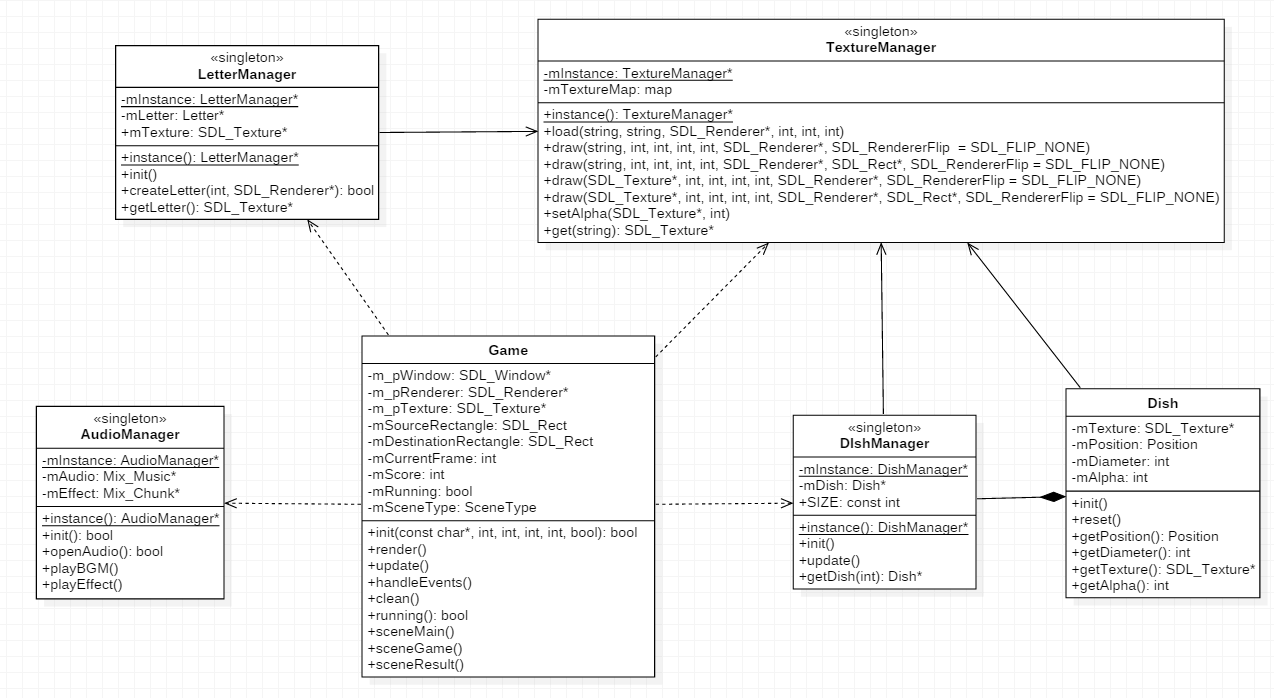 «singleton»
LetterManager
-mInstance: LetterManager*
-mLetter: Letter*
+mTexture: SDL_Texture*
+instance(): LetterManager*
+init()
+createLetter(int, SDL_Renderer*): bool
+getLetter(): SDL_Texture*
«singleton»
TextureManager
-mInstance: TextureManager*
-mTextureMap: map
+instance(): TextureManager*
+load(string, string, SDL_Renderer*, int, int, int)
+draw(string, int, int, int, int, SDL_Renderer*, SDL_RendererFlip = SDL_FLIP_NONE)
+draw(string, int, int, int, int, SDL_Renderer*, SDL_Rect*, SDL_RendererFlip = SDL_FLIP_NONE)
+draw(SDL_Texture*, int, int, int, int, SDL_Renderer*, SDL_RendererFlip = SDL_FLIP_NONE)
+draw(SDL_Texture*, int, int, int, int, SDL_Renderer*, SDL_Rect*, SDL_RendererFlip = SDL_FLIP_NONE)
+setAlpha(SDL_Texture*, int)
+get(string): SDL_Texture*
«singleton»
AudioManager
-mInstance: AudioManager*
-mAudio: Mix_Music*
-mEffect: Mix_Chunk*
+instance(): AudioManager*
+init(): bool
+openAudio(): bool
+playBGM()
+playEffect()
Game
-m_pWindow: SDL_Window*
-m_pRenderer: SDL_Renderer*
-m_pTexture: SDL_Texture*
-mSourceRectangle: SDL_Rect
-mDestinationRectangle: SDL_Rect
-mCurrentFrame: int
-mScore: int
-mRunning: bool
-mSceneType: SceneType
+init(const char*, int, int, int, int, bool): bool
+render()
+update()
+handleEvents()
+clean()
+running(): bool
+sceneMain()
+sceneGame()
+sceneResult()
«singleton»
DIshManager
-mInstance: DishManager*
-mDish: Dish*
+SIZE: const int
+instance(): DishManager*
+init()
+update()
+getDish(int): Dish*
Dish
-mTexture: SDL_Texture*
-mPosition: Position
-mDiameter: int
-mAlpha: int
+init()
+reset()
+getPosition(): Position
+getDiameter(): int
+getTexture(): SDL_Texture*
+getAlpha(): int